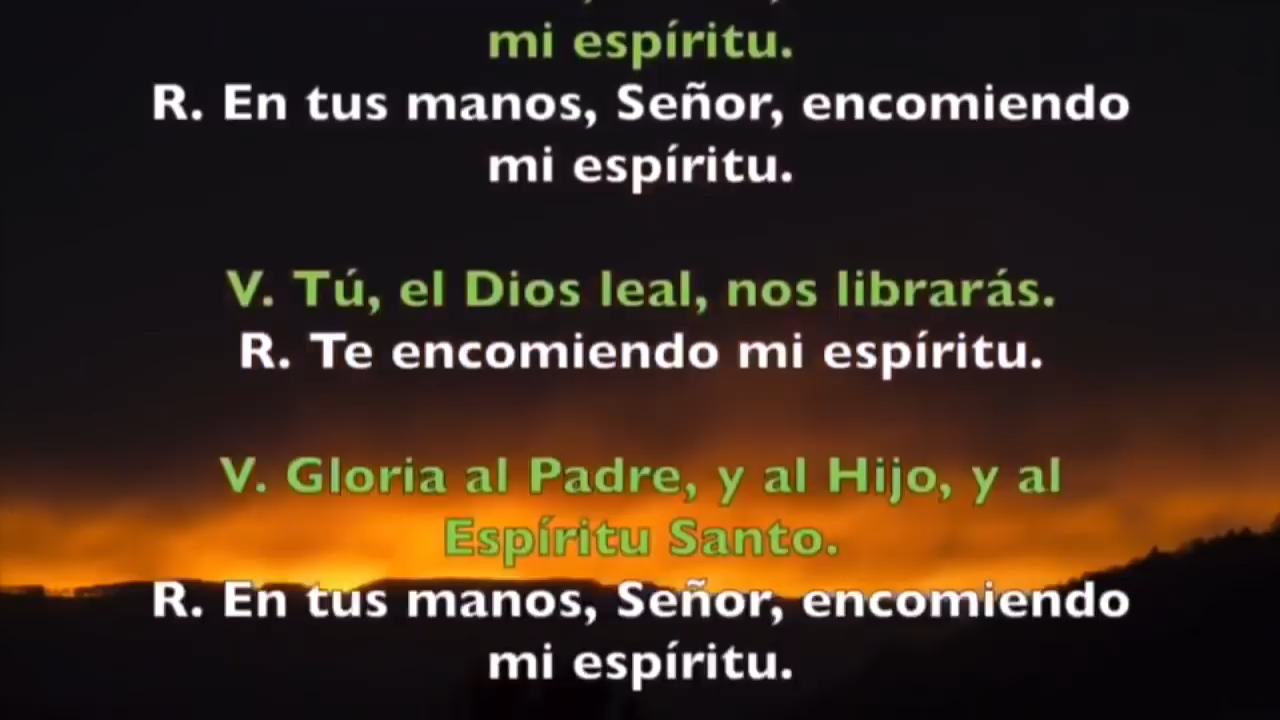 mi espíritu.
R. En tus manos, Señor, encomiendo
mi espíritu.
V. Tú, el Dios leal, nos librarás.
R. Te encomiendo mi espíritu.
V. Gloria al Padre, y al Hijo, y al
Espíritu Santo.
R. En tus manos, Señor, encomiendo
mi espíritu.